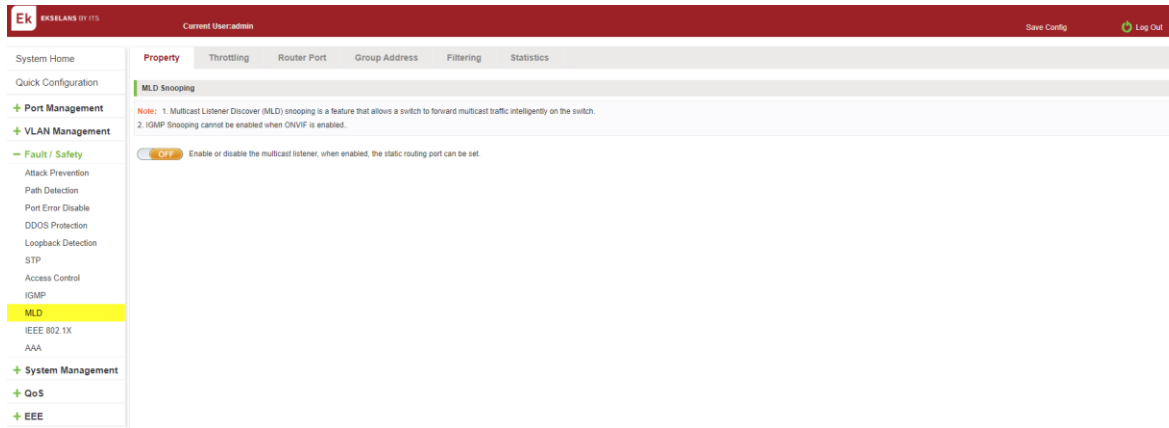 Ek EKSELANS BY ITS
Current User:admin
Save Config
Log Out
System Home
Quick Configuration
+ Port Management
+ VLAN Management
− Fault / Safety
Attack Prevention
Path Detection
Port Error Disable
DDOS Protection
Loopback Detection
STP
Access Control
IGMP
MLD
IEEE 802.1X
AAA
+ System Management
+ QoS
+ EEE
Property
Throttling
Router Port
Group Address
Filtering
Statistics
MLD Snooping
Note: 1. Multicast Listener Discover (MLD) snooping is a feature that allows a switch to forward multicast traffic intelligently on the switch.
2. IGMP Snooping cannot be enabled when ONVIF is enabled..
OFF
Enable or disable the multicast listener, when enabled, the static routing port can be set.